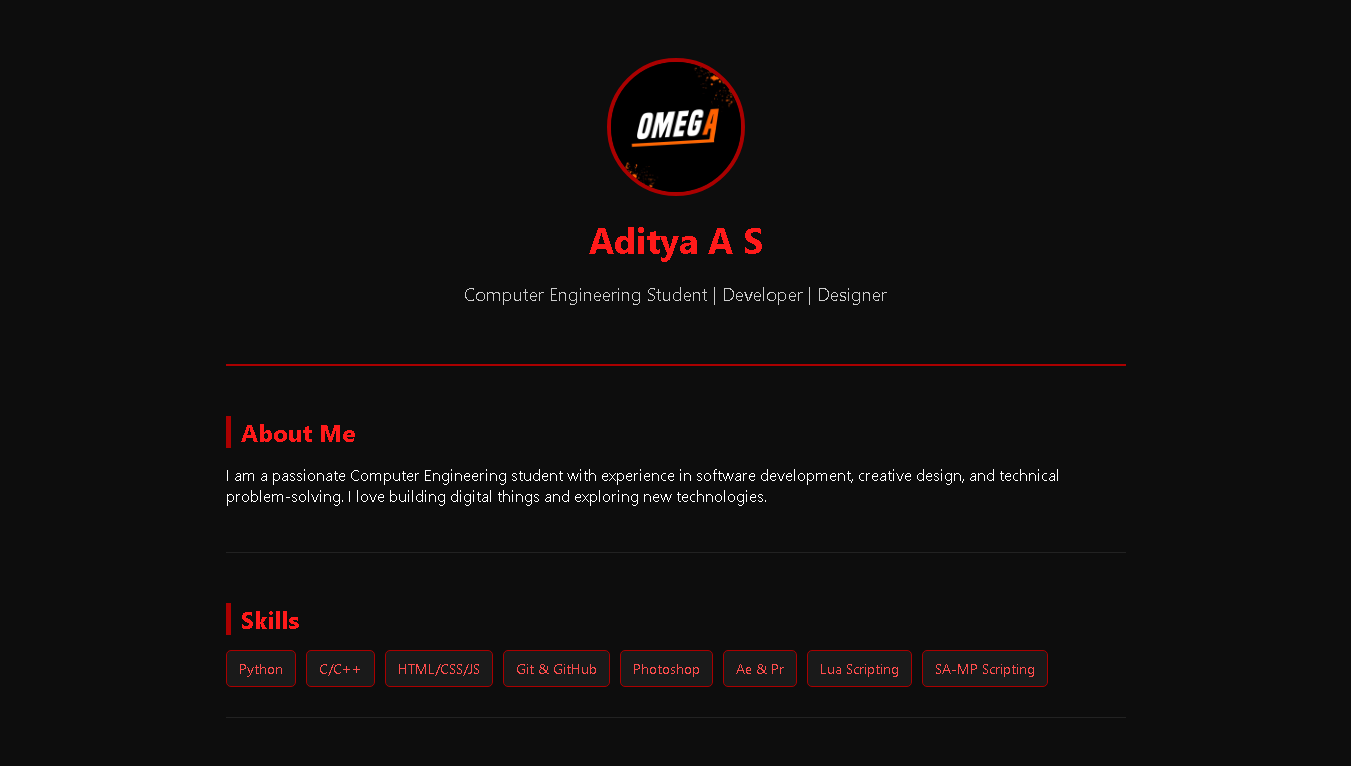 OMEGA
Aditya A S
Computer Engineering Student | Developer | Designer
About Me
I am a passionate Computer Engineering student with experience in software development, creative design, and technical
problem-solving. I love building digital things and exploring new technologies.
Skills
Python C/C++ HTML/CSS/JS Git & GitHub Photoshop Ae & Pr Lua Scripting SA-MP Scripting